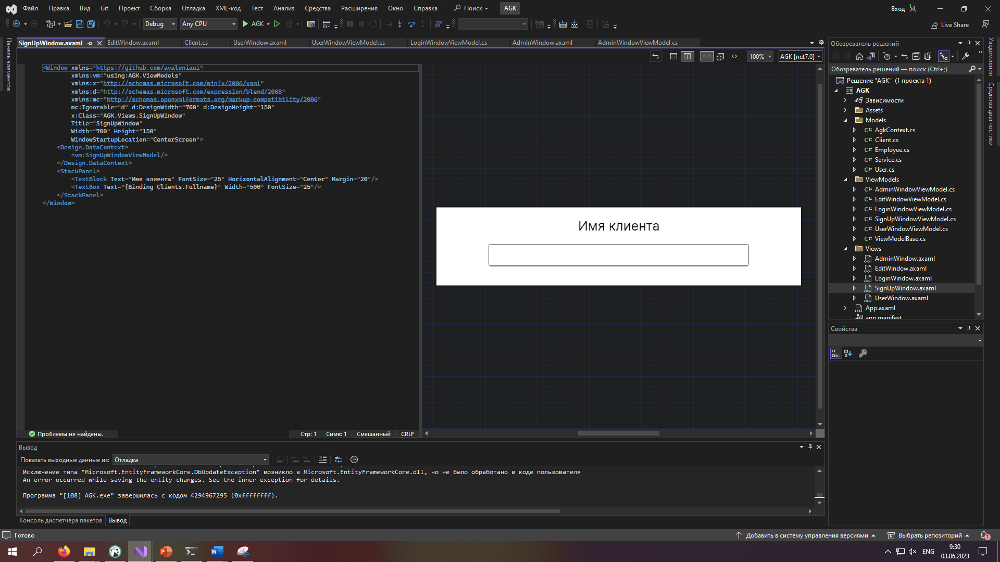 Файл Правка Вид Git Проект Сборка Отладка XML-код Тест Анализ Средства Расширения Окно Справка Поиск AGK Вход
Debug Any CPU AGK Live Share
Панель элементов
SignUpWindow.axaml EditWindow.axaml Client.cs UserWindow.axaml UserWindowViewModel.cs LoginWindowViewModel.cs AdminWindow.axaml AdminWindowViewModel.cs
100% AGK [net7.0]
<Window xmlns="https://github.com/avaloniaui"
xmlns:vm="using:AGK.ViewModels"
xmlns:x="http://schemas.microsoft.com/winfx/2006/xaml"
xmlns:d="http://schemas.microsoft.com/expression/blend/2008"
xmlns:mc="http://schemas.openxmlformats.org/markup-compatibility/2006"
mc:Ignorable="d" d:DesignWidth="700" d:DesignHeight="150"
x:Class="AGK.Views.SignUpWindow"
Title="SignUpWindow"
Width="700" Height="150"
WindowStartupLocation="CenterScreen">
<Design.DataContext>
<vm:SignUpWindowViewModel/>
</Design.DataContext>
<StackPanel>
<TextBlock Text="Имя клиента" FontSize="25" HorizontalAlignment="Center" Margin="20"/>
<TextBox Text="{Binding Clients.Fullname}" Width="500" FontSize="25"/>
</StackPanel>
</Window>
Имя клиента
Проблемы не найдены. Стр: 1 Симв: 1 Смешанный CRLF
Вывод
Показать выходные данные из: Отладка
Исключение типа "Microsoft.EntityFrameworkCore.DbUpdateException" возникло в Microsoft.EntityFrameworkCore.dll, но не было обработано в коде пользователя
An error occurred while saving the entity changes. See the inner exception for details.
Программа "[108] AGK.exe" завершилась с кодом 4294967295 (0xffffffff).
Консоль диспетчера пакетов Вывод
Обозреватель решений
Обозреватель решений — поиск (Ctrl+;)
Решение "AGK" (1 проекта 1)
AGK
Зависимости
Assets
Models
C# AgkContext.cs
C# Client.cs
C# Employee.cs
C# Service.cs
C# User.cs
ViewModels
C# AdminWindowViewModel.cs
C# EditWindowViewModel.cs
C# LoginWindowViewModel.cs
C# SignUpWindowViewModel.cs
C# UserWindowViewModel.cs
C# ViewModelBase.cs
Views
AdminWindow.axaml
EditWindow.axaml
LoginWindow.axaml
SignUpWindow.axaml
UserWindow.axaml
App.axaml
app.manifest
Свойства
Уведомления
Средства диагностики
Готово Добавить в систему управления версиями Выбрать репозиторий 1
ENG 9:30
03.06.2023